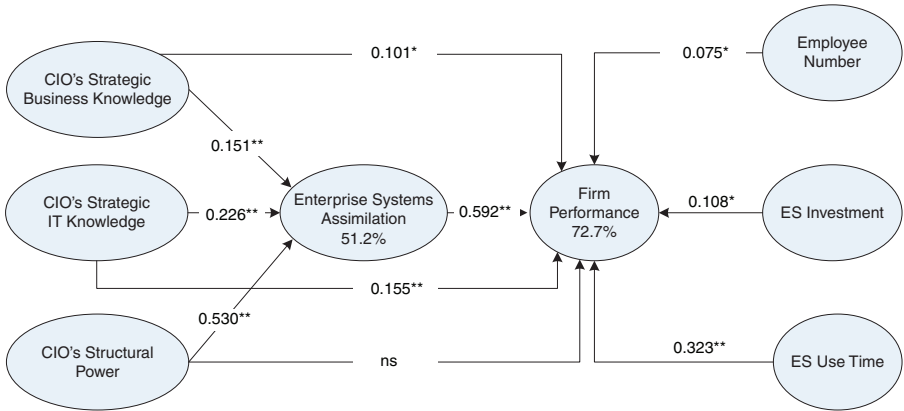 CIO's Strategic
Business Knowledge
0.101*
0.075*
Employee
Number
0.151**
CIO's Strategic
IT Knowledge
0.226**
Enterprise Systems
Assimilation
51.2%
0.592**
Firm
Performance
72.7%
0.108*
ES Investment
0.155**
0.530**
CIO's Structural
Power
ns
0.323**
ES Use Time